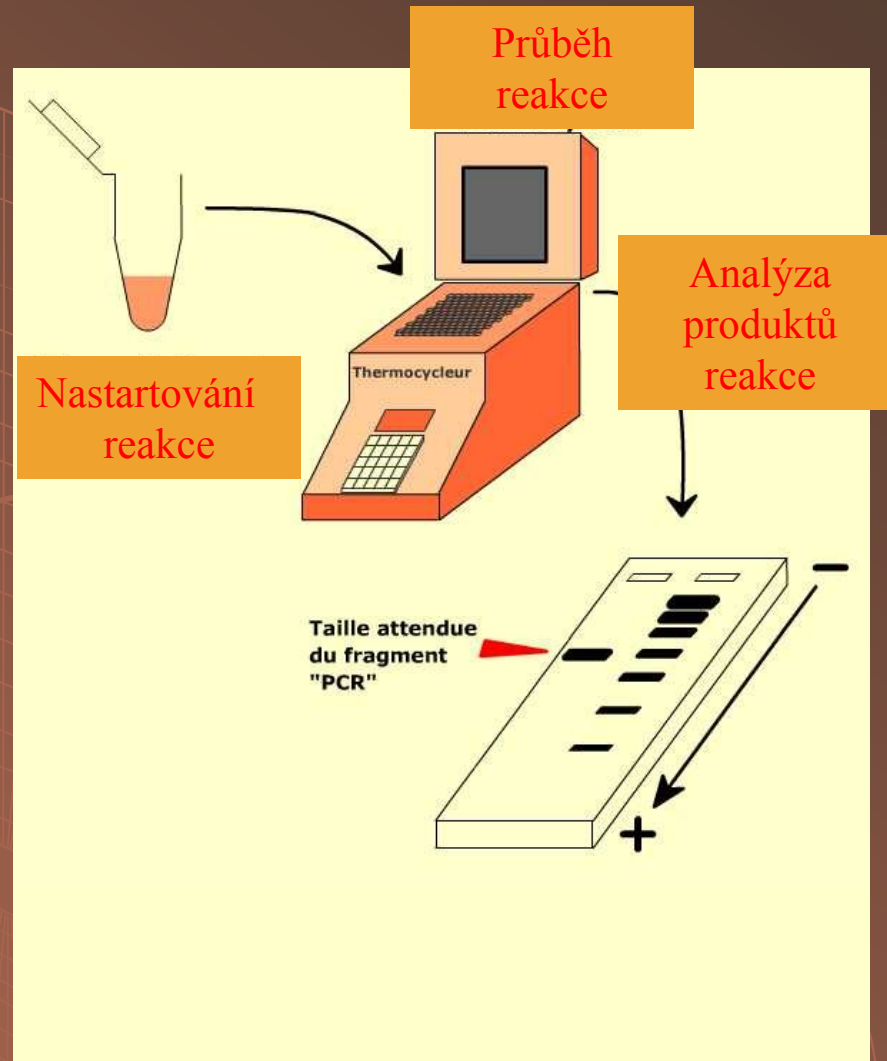 Průběh
reakce
Nastartování
reakce
Thermocycleur
Analýza
produktů
reakce
Taille attendue
du fragment
"PCR"
−
+